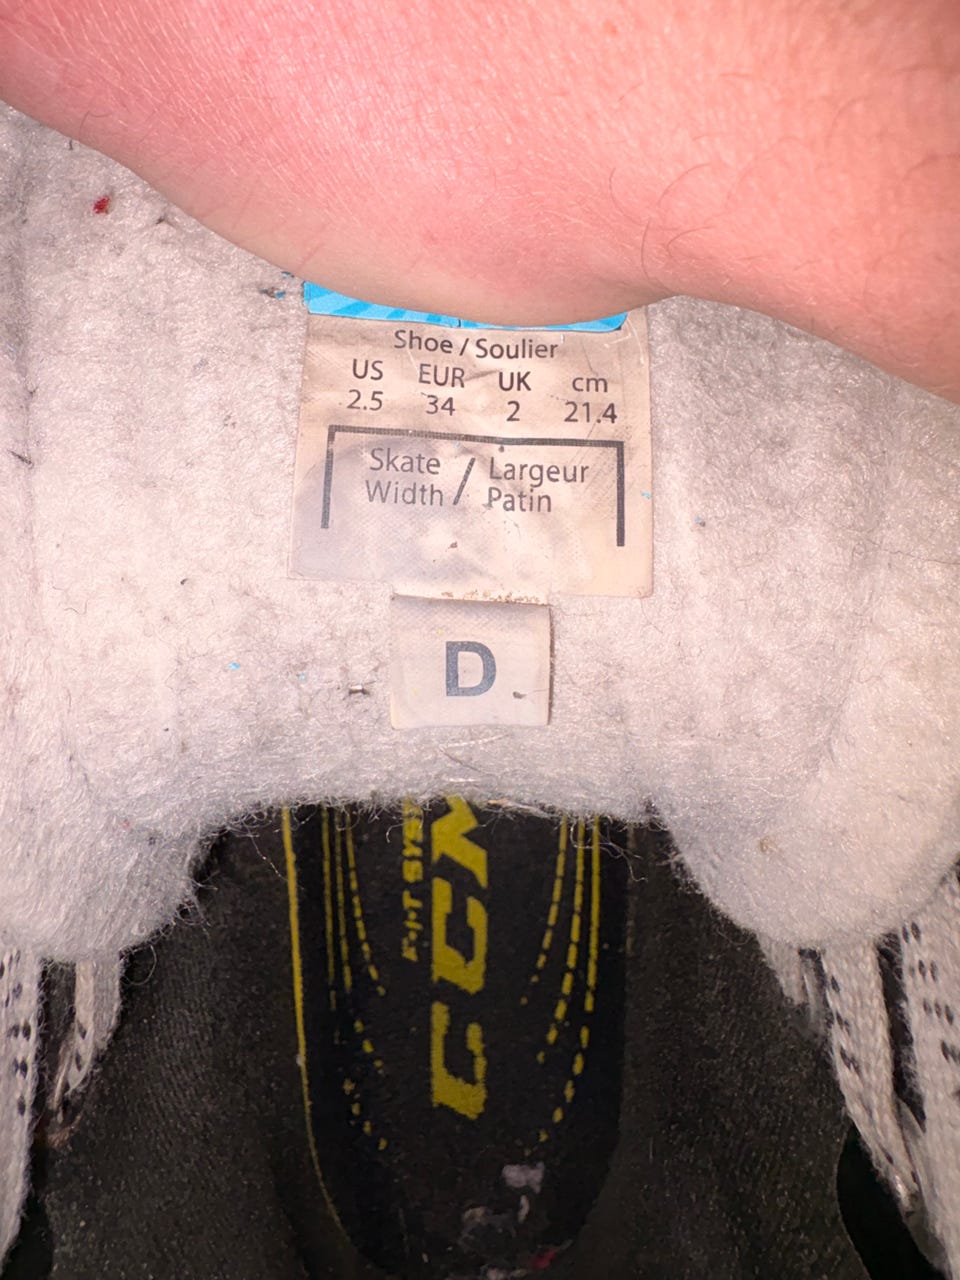 Shoe / Soulier
US EUR UK cm
2.5 34 2 21.4
Skate / Largeur
Width / Patin
D
CCM